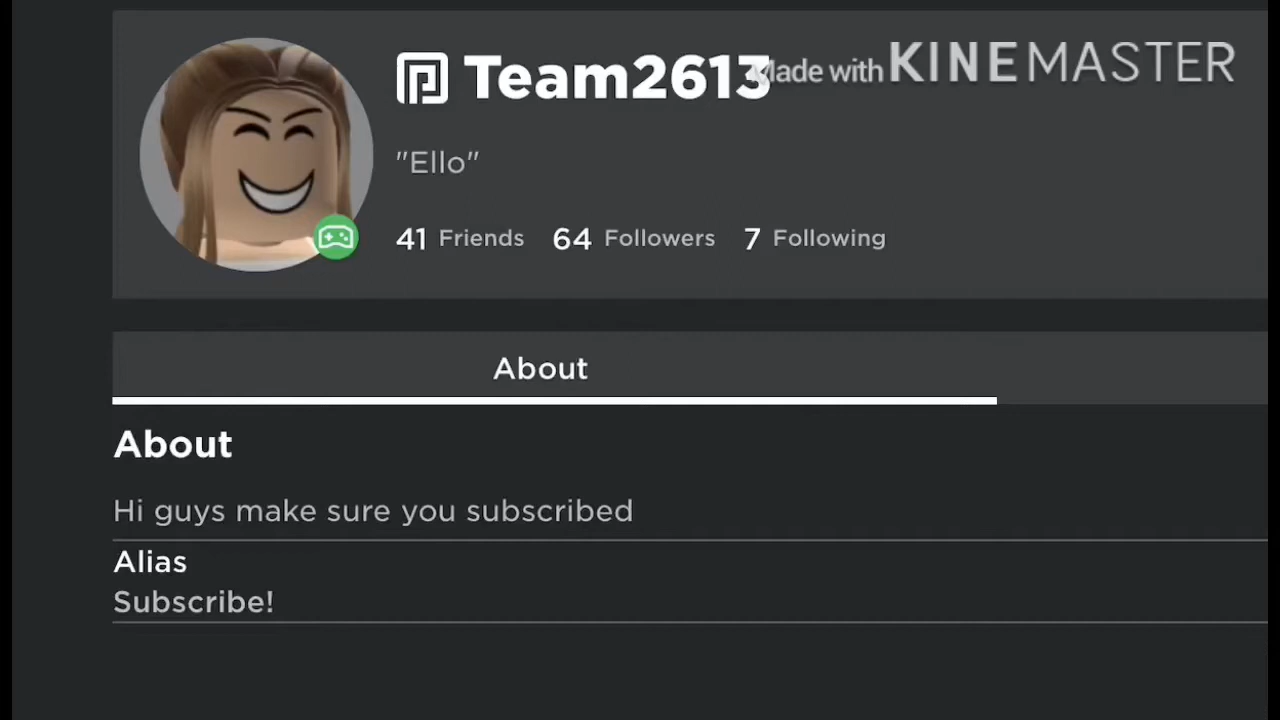 Team2613
Made with KINEMASTER
"Ello"
41 Friends 64 Followers 7 Following
About
About
Hi guys make sure you subscribed
Alias
Subscribe!